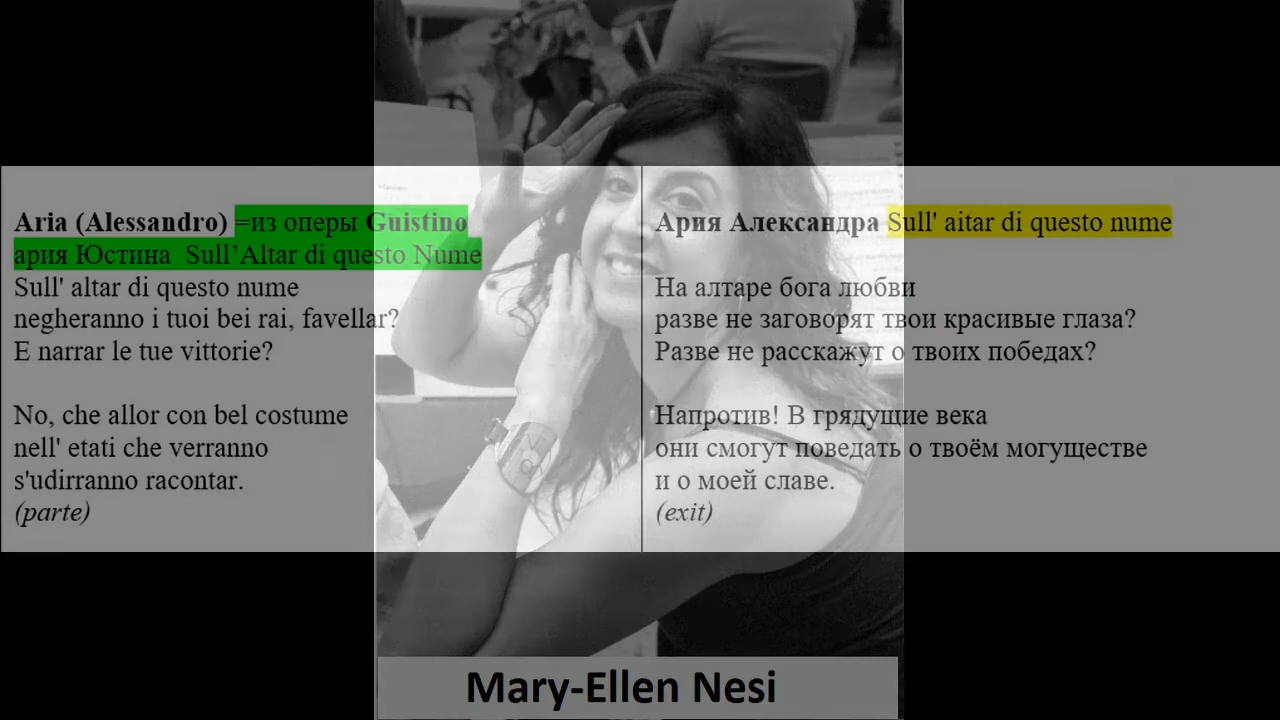 Aria (Alessandro) =из оперы Guistino
ария Юстина Sull’Altar di questo Nume
Sull' altar di questo nume
negheranno i tuoi bei rai, favellar?
E narrar le tue vittorie?
No, che allor con bel costume
nell' etati che verranno
s'udirranno racontar.
(parte)
Ария Александра Sull' aitar di questo nume
На алтаре бога любви
разве не заговорят твои красивые глаза?
Разве не расскажут о твоих победах?
Напротив! В грядущие века
они смогут поведать о твоём могуществе
и о моей славе.
(exit)
Mary-Ellen Nesi